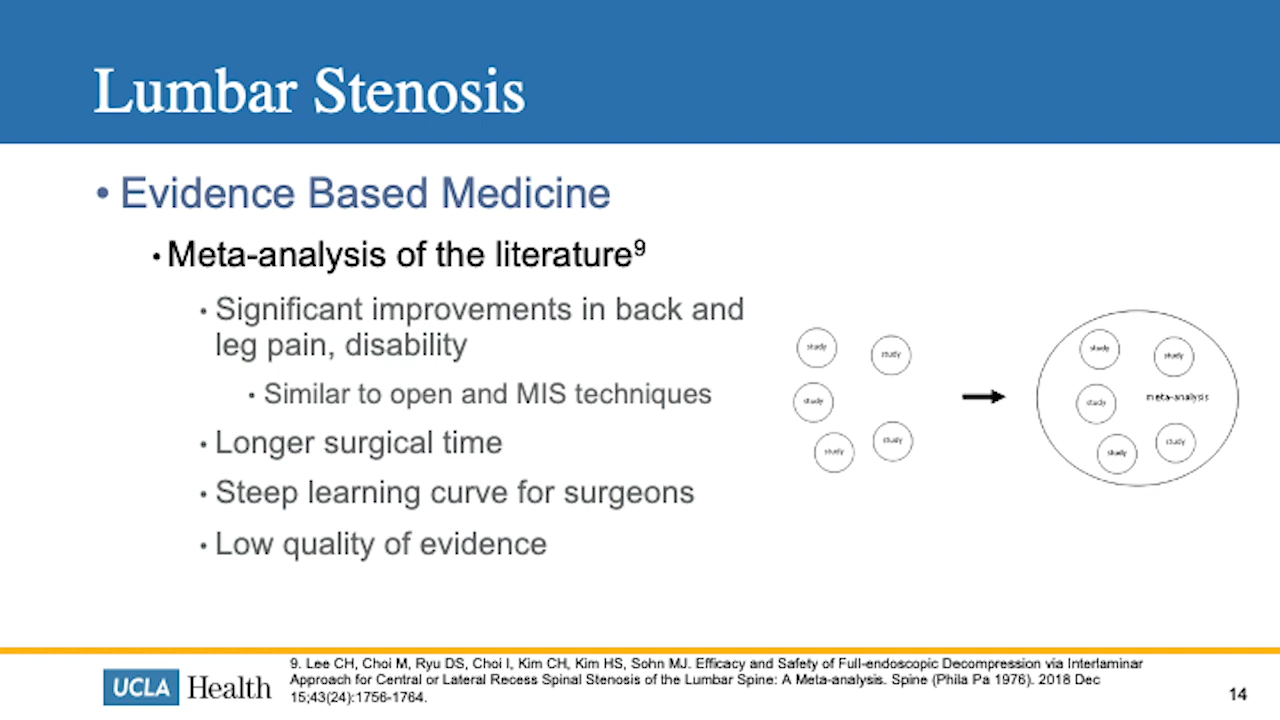 Lumbar Stenosis
• Evidence Based Medicine
• Meta-analysis of the literature⁹
• Significant improvements in back and
leg pain, disability
• Similar to open and MIS techniques
• Longer surgical time
• Steep learning curve for surgeons
• Low quality of evidence
study
study
study
study
study
study
study
study
meta-analysis
study
study
9. Lee CH, Choi M, Ryu DS, Choi I, Kim CH, Kim HS, Sohn MJ. Efficacy and Safety of Full-endoscopic Decompression via Interlaminar
Approach for Central or Lateral Recess Spinal Stenosis of the Lumbar Spine: A Meta-analysis. Spine (Phila Pa 1976). 2018 Dec
15;43(24):1756-1764.
UCLA Health
14